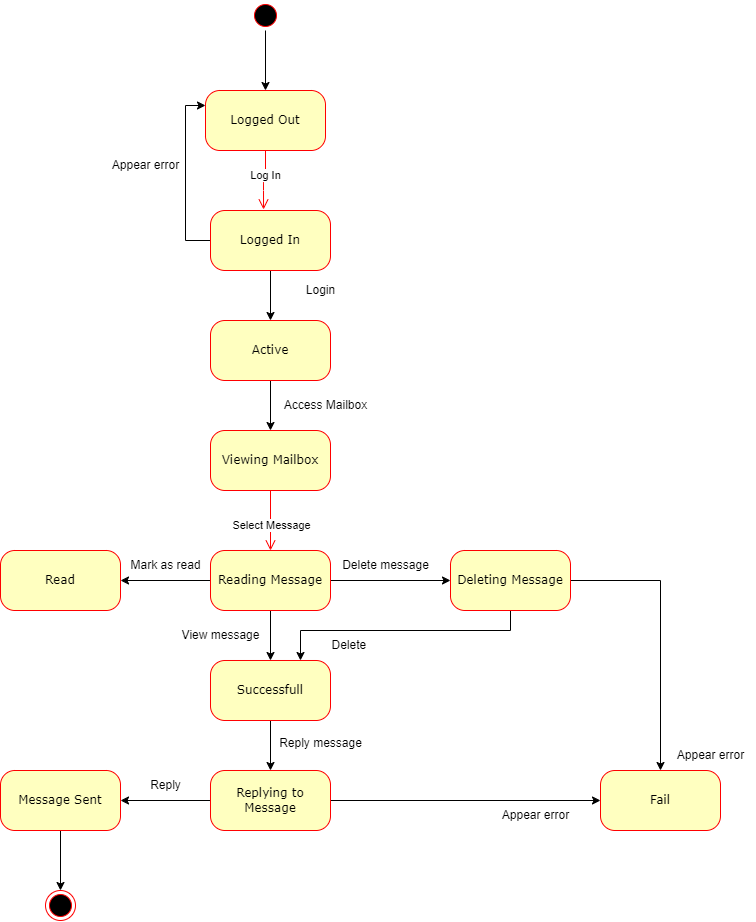 Logged Out
Appear error
Log In
Logged In
Login
Active
Access Mailbox
Viewing Mailbox
Select Message
Read
Mark as read
Reading Message
Delete message
Deleting Message
View message
Delete
Successfull
Reply message
Appear error
Message Sent
Reply
Replying to
Message
Appear error
Fail